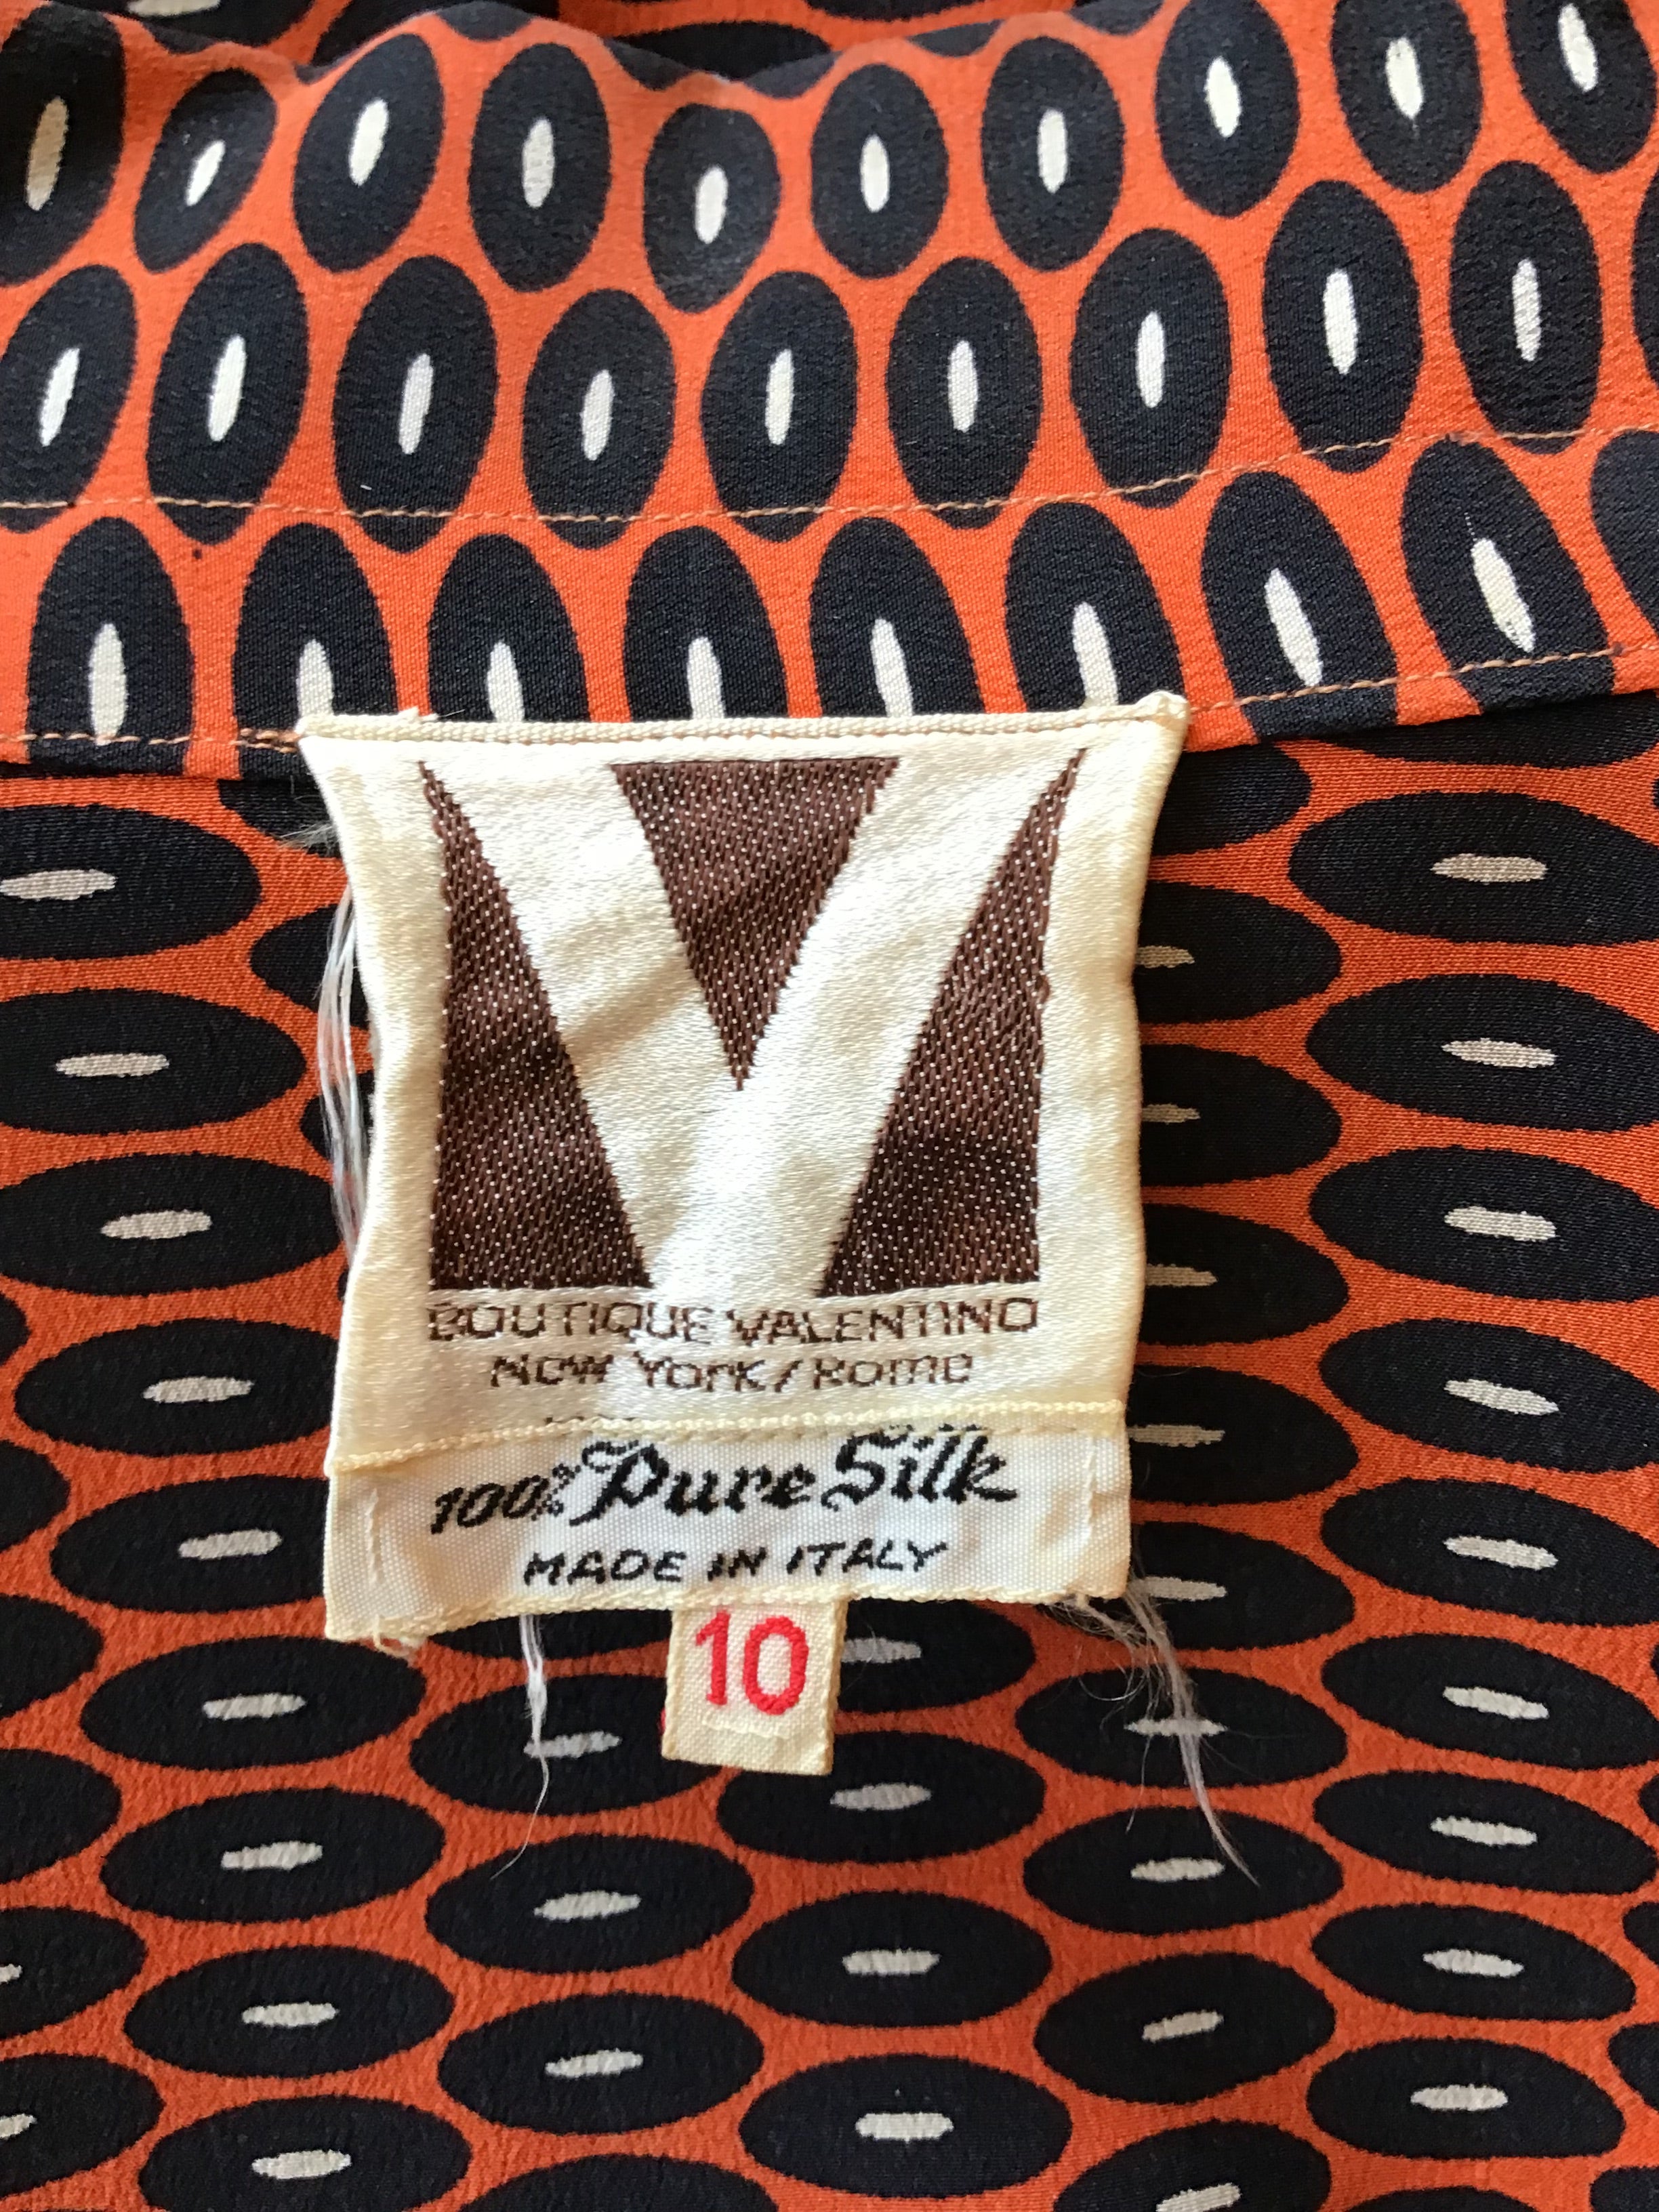 V
BOUTIQUE VALENTINO
NEW YORK / ROME
100% Pure Silk
MADE IN ITALY
10